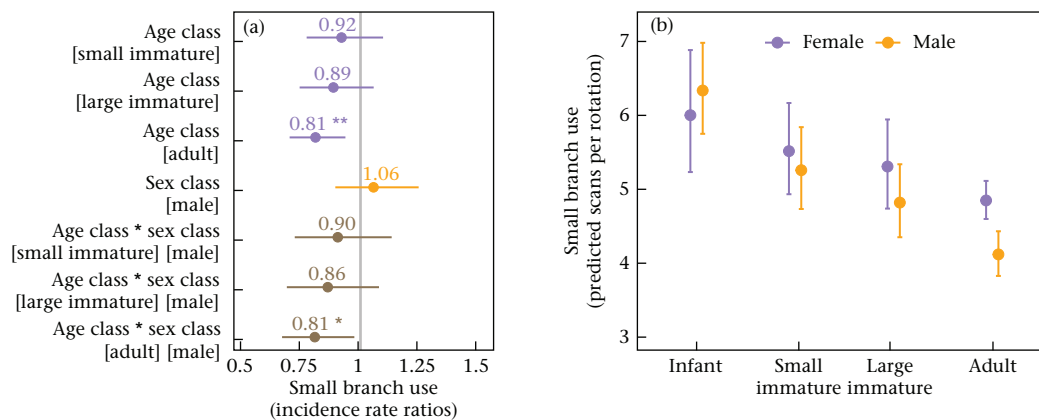 (a)
Age class
[small immature]
Age class
[large immature]
Age class
[adult]
Sex class
[male]
Age class * sex class
[small immature] [male]
Age class * sex class
[large immature] [male]
Age class * sex class
[adult] [male]
0.92
0.89
0.81 **
1.06
0.90
0.86
0.81 *
0.5 0.75 1 1.25 1.5
Small branch use
(incidence rate ratios)
(b)
Female Male
7
6
5
4
3
Small branch use
(predicted scans per rotation)
Infant Small Large Adult
immature immature